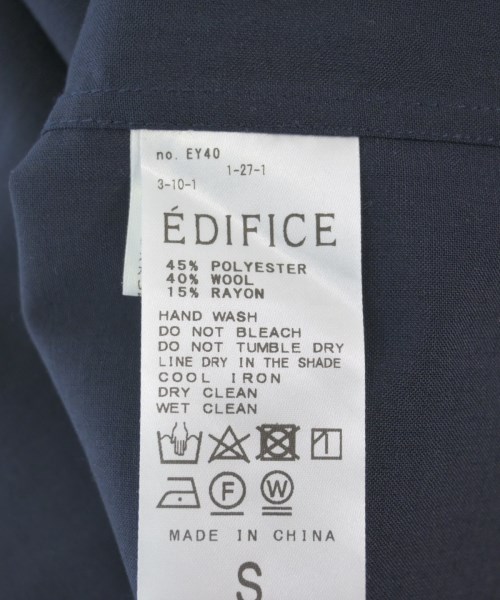 no. EY40
1-27-1
3-10-1
ÉDIFICE
45% POLYESTER
40% WOOL
15% RAYON
HAND WASH
DO NOT BLEACH
DO NOT TUMBLE DRY
LINE DRY IN THE SHADE
COOL IRON
DRY CLEAN
WET CLEAN
F W
MADE IN CHINA
S